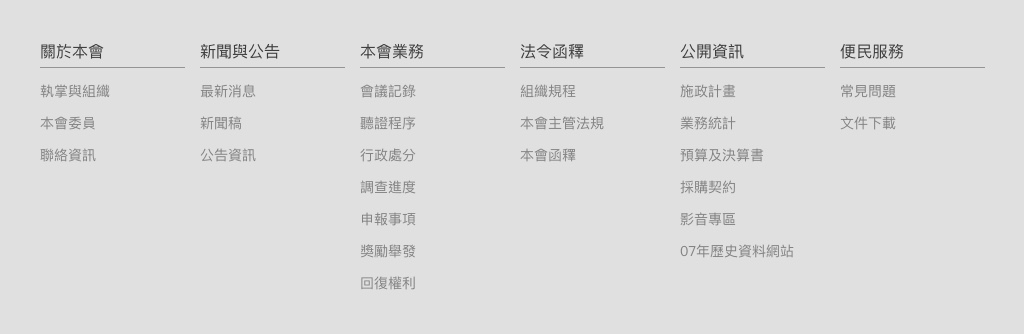 關於本會
執掌與組織
本會委員
聯絡資訊
新聞與公告
最新消息
新聞稿
公告資訊
本會業務
會議記錄
聽證程序
行政處分
調查進度
申報事項
獎勵舉發
回復權利
法令函釋
組織規程
本會主管法規
本會函釋
公開資訊
施政計畫
業務統計
預算及決算書
採購契約
影音專區
07年歷史資料網站
便民服務
常見問題
文件下載